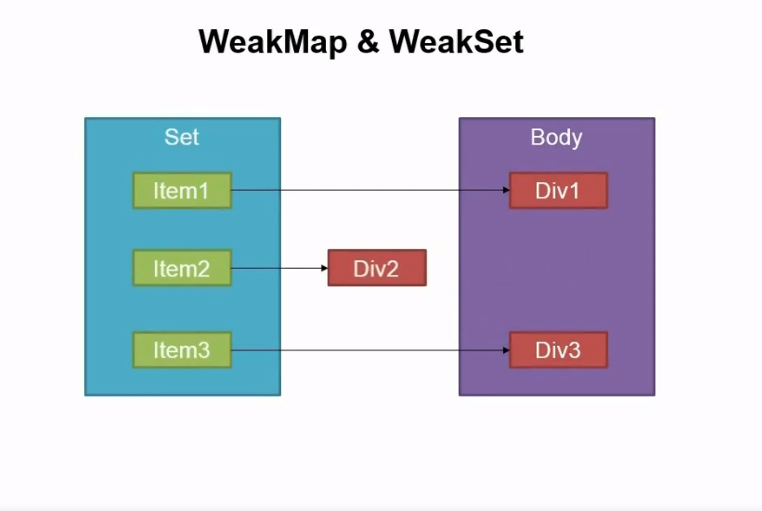 WeakMap & WeakSet
Set
Body
Item1
Div1
Item2
Div2
Item3
Div3